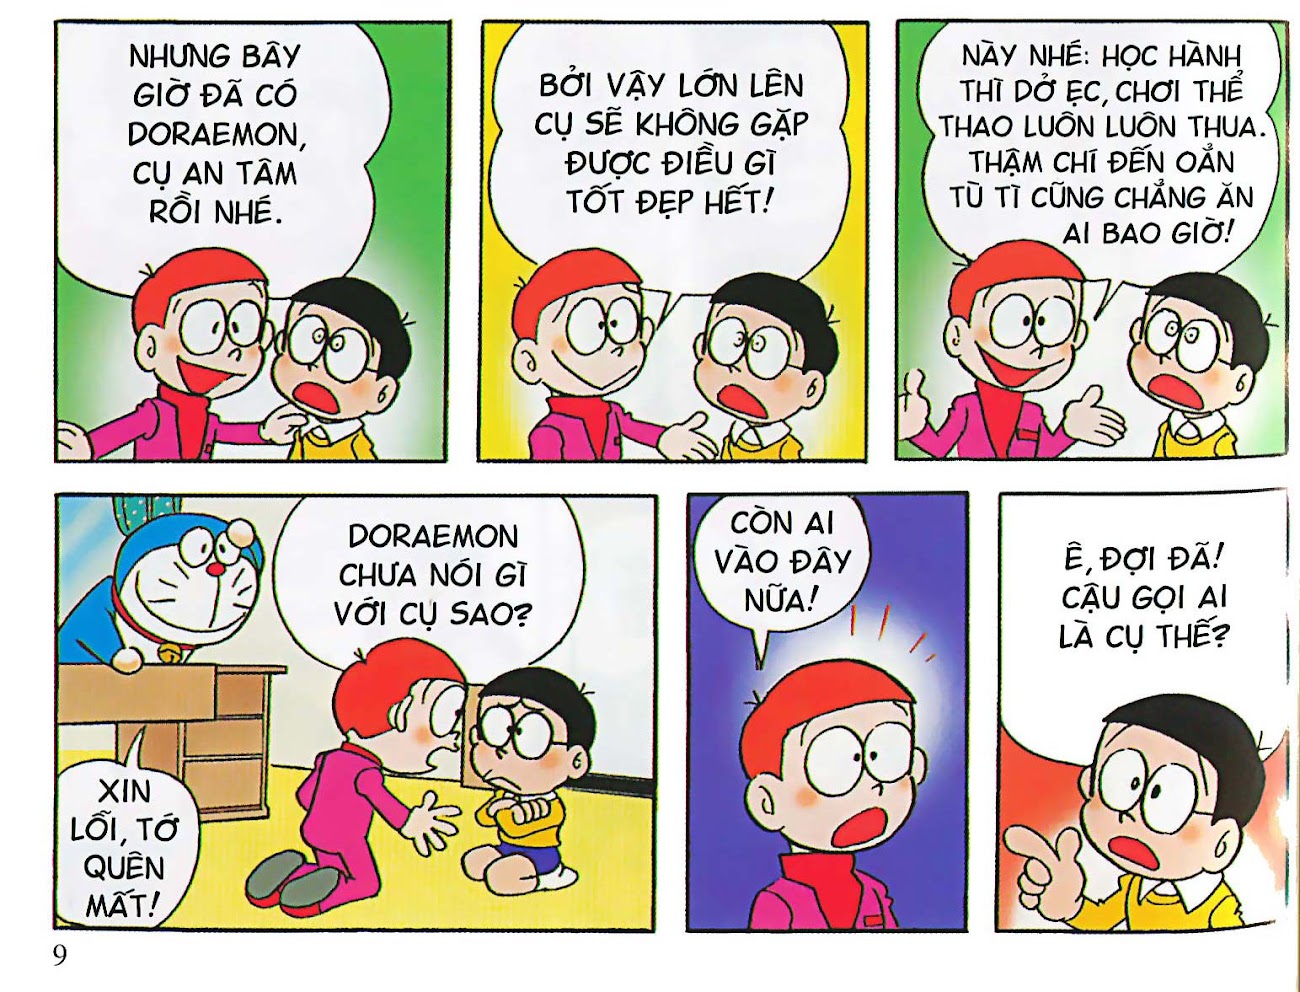 NÀY NHÉ: HỌC HÀNH
THÌ DỞ ẸC, CHƠI THỂ
THAO LUÔN LUÔN THUA.
THẬM CHÍ ĐẾN OẲN
TÙ TÌ CŨNG CHẲNG ĂN
AI BAO GIỜ!
BỞI VẬY LỚN LÊN
CỤ SẼ KHÔNG GẶP
ĐƯỢC ĐIỀU GÌ
TỐT ĐẸP HẾT!
NHƯNG BÂY
GIỜ ĐÃ CÓ
DORAEMON,
CỤ AN TÂM
RỒI NHÉ.
Ê, ĐỢI ĐÃ!
CẬU GỌI AI
LÀ CỤ THẾ?
CÒN AI
VÀO ĐÂY
NỮA!
DORAEMON
CHƯA NÓI GÌ
VỚI CỤ SAO?
XIN
LỖI, TỚ
QUÊN
MẤT!
9